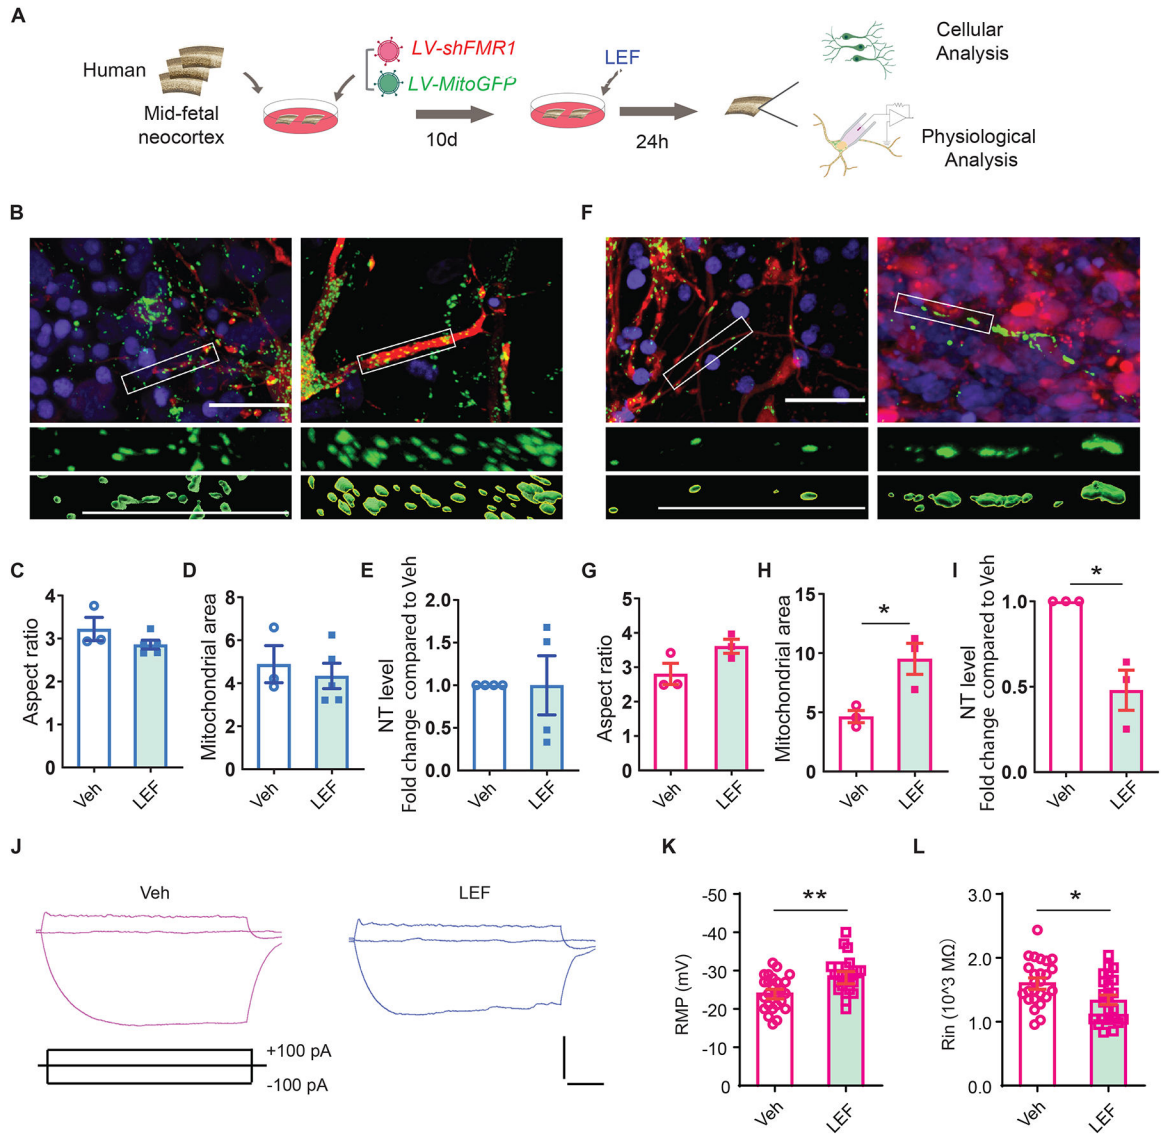 A
Human
Mid-fetal
neocortex
LV-shFMR1
LV-MitoGFP
10d
LEF
24h
Cellular
Analysis
Physiological
Analysis
B
F
C
Aspect ratio
4
3
2
1
0
Veh
LEF
D
Mitochondrial area
8
6
4
2
0
Veh
LEF
E
NT level
Fold change compared to Veh
2.0
1.5
1.0
0.5
0.0
Veh
LEF
G
Aspect ratio
5
4
3
2
1
0
Veh
LEF
H
Mitochondrial area
15
10
5
0
*
Veh
LEF
I
NT level
Fold change compared to Veh
1.0
0.5
0.0
*
Veh
LEF
J
Veh
LEF
+100 pA
-100 pA
K
RMP (mV)
-50
-40
-30
-20
-10
0
**
Veh
LEF
L
Rin (10^3 MΩ)
3.0
2.0
1.0
0.0
*
Veh
LEF